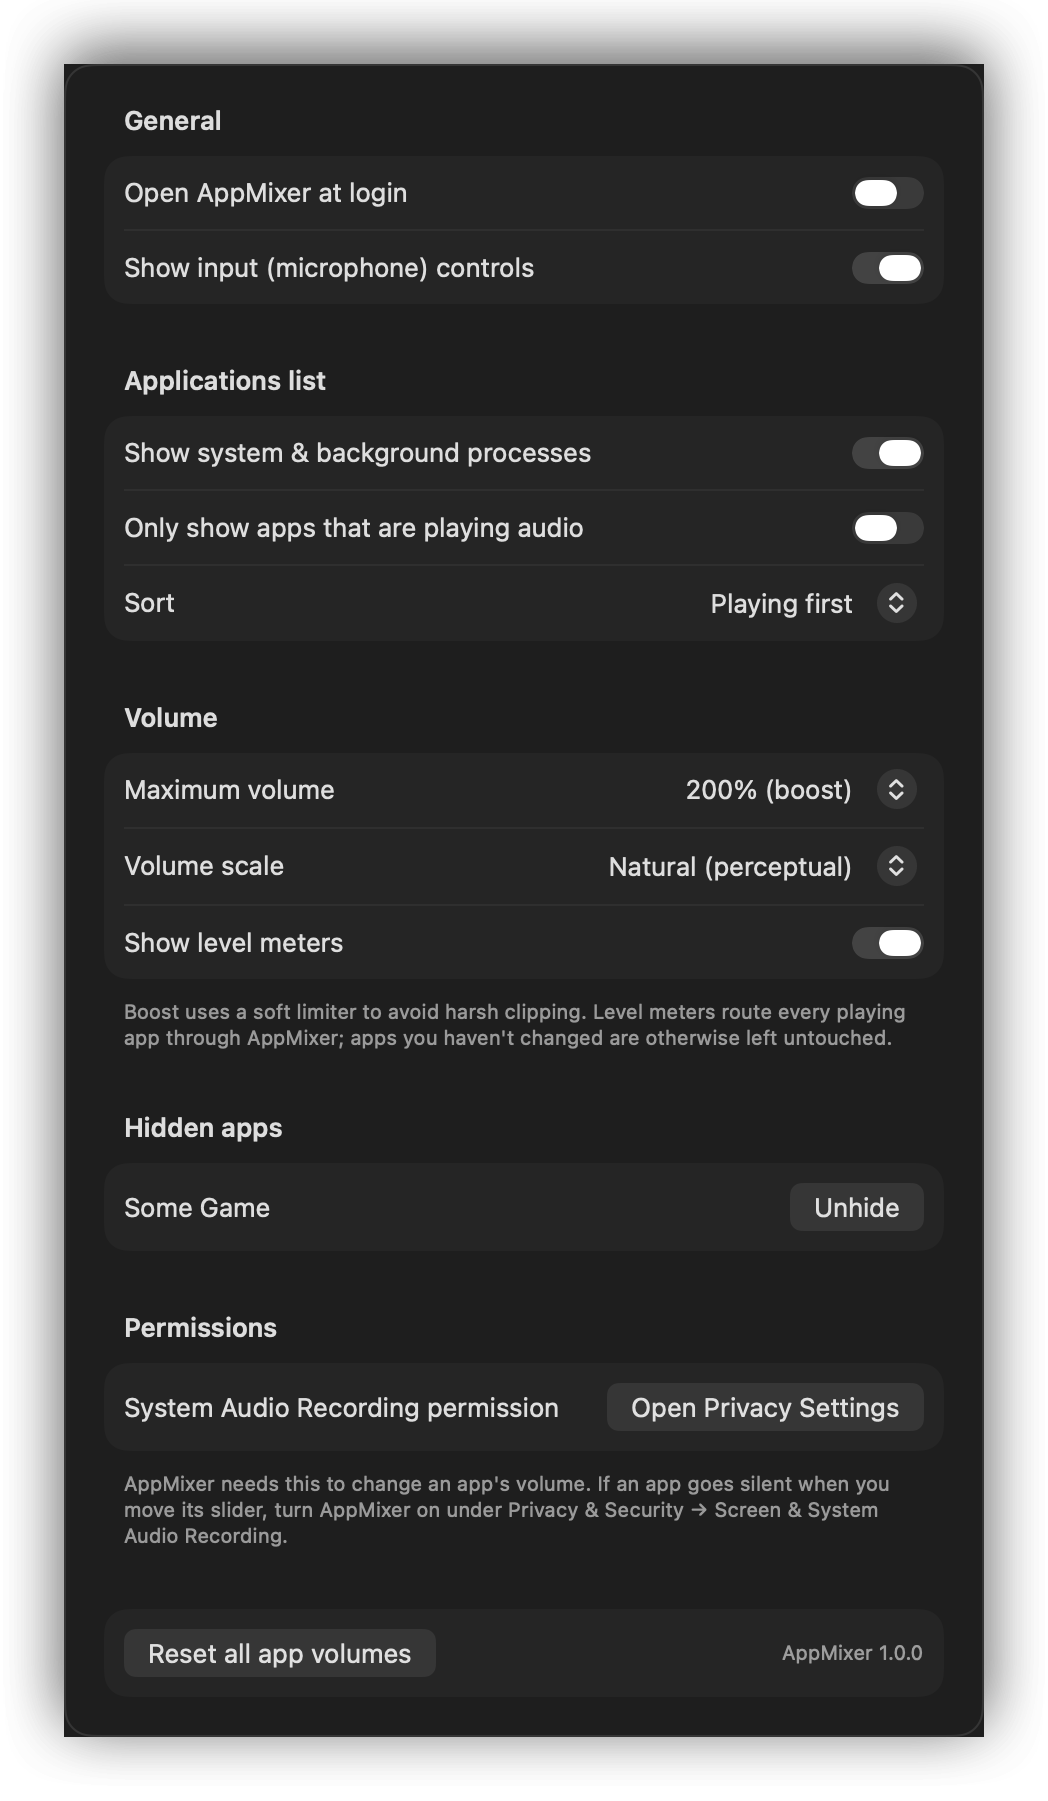 General
Open AppMixer at login
Show input (microphone) controls
Applications list
Show system & background processes
Only show apps that are playing audio
Sort Playing first
Volume
Maximum volume 200% (boost)
Volume scale Natural (perceptual)
Show level meters
Boost uses a soft limiter to avoid harsh clipping. Level meters route every playing
app through AppMixer; apps you haven't changed are otherwise left untouched.
Hidden apps
Some Game Unhide
Permissions
System Audio Recording permission Open Privacy Settings
AppMixer needs this to change an app's volume. If an app goes silent when you
move its slider, turn AppMixer on under Privacy & Security → Screen & System
Audio Recording.
Reset all app volumes AppMixer 1.0.0